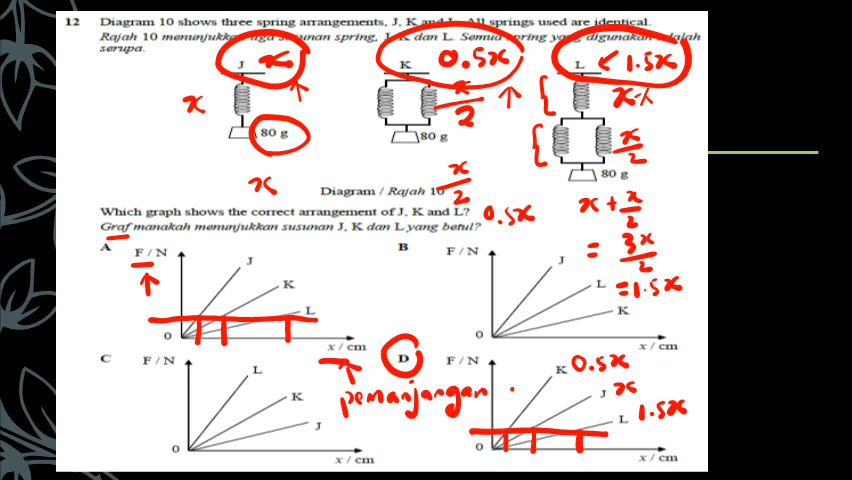 12 Diagram 10 shows three spring arrangements, J, K and L. All springs used are identical.
Rajah 10 menunjukkan tiga susunan spring, J, K dan L. Semua spring yang digunakan adalah
serupa.
J x
K 0.5x
L 1.5x
x
x/2
x
80 g
80 g
x/2
80 g
x
x/2
Diagram / Rajah 10
x + x/2
Which graph shows the correct arrangement of J, K and L? 0.5x
Graf manakah menunjukkan susunan J, K dan L yang betul?
= 3x/2
= 1.5x
A F / N J K L 0 x / cm
B F / N J L K 0 x / cm
C F / N L K J 0 x / cm
pemanjangan
D F / N K 0.5x J x L 1.5x 0 x / cm